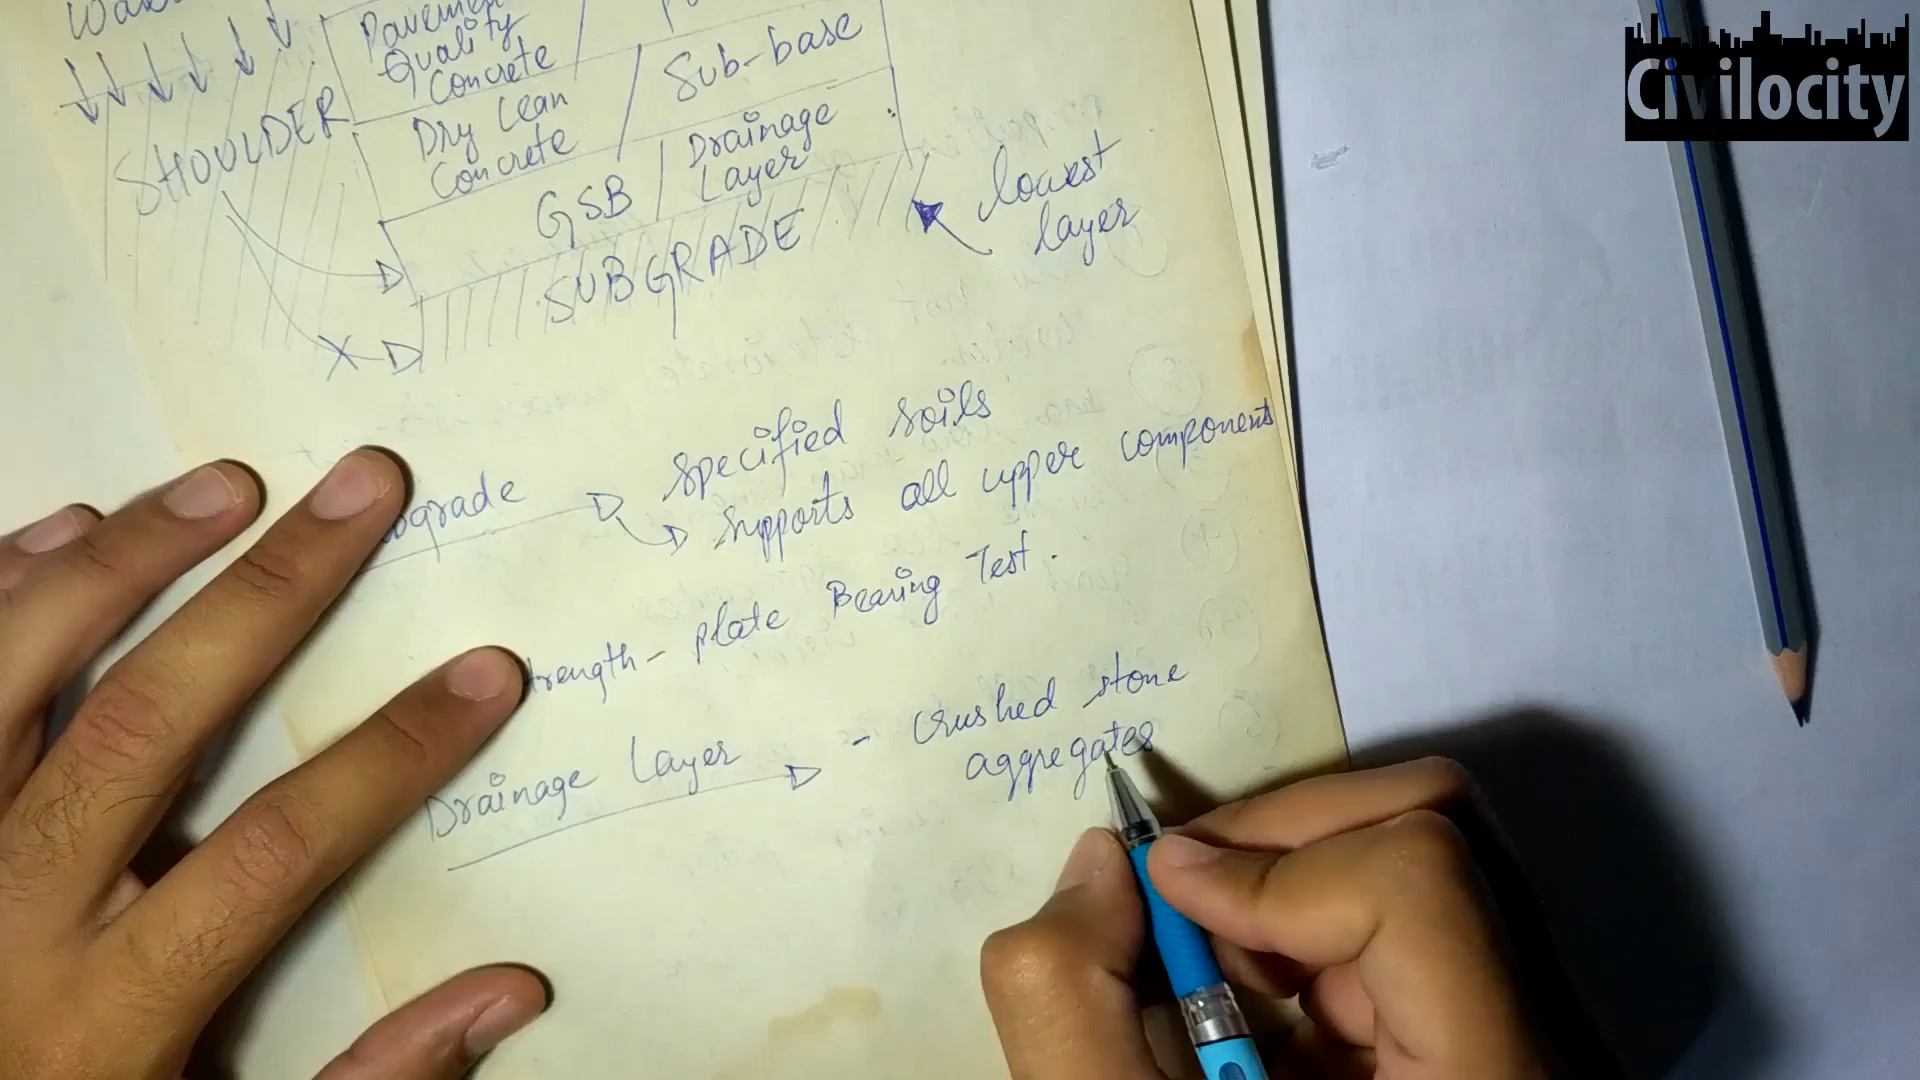 Civilocity
Pavement
Quality
Concrete
Sub-base
SHOULDER
Dry Lean
Concrete
GSB
Drainage
Layer
SUBGRADE
lowest
layer
specified soils
supports all upper components
strength - plate Bearing Test.
Drainage Layer - Crushed stone
aggregates